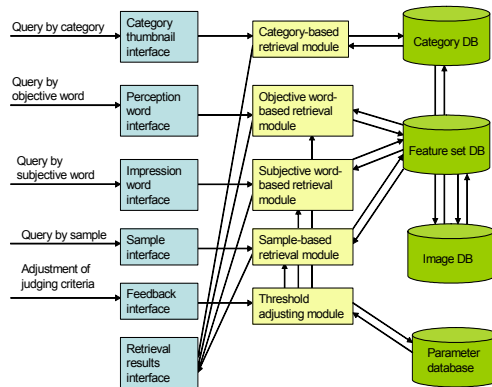 Query by category
Category
thumbnail
interface
Category-based
retrieval module
Category DB
Query by
objective word
Perception
word
interface
Objective word-
based retrieval
module
Feature set DB
Query by
subjective word
Impression
word
interface
Subjective word-
based retrieval
module
Query by sample
Sample
interface
Sample-based
retrieval module
Image DB
Adjustment of
judging criteria
Feedback
interface
Threshold
adjusting module
Retrieval
results
interface
Parameter
database